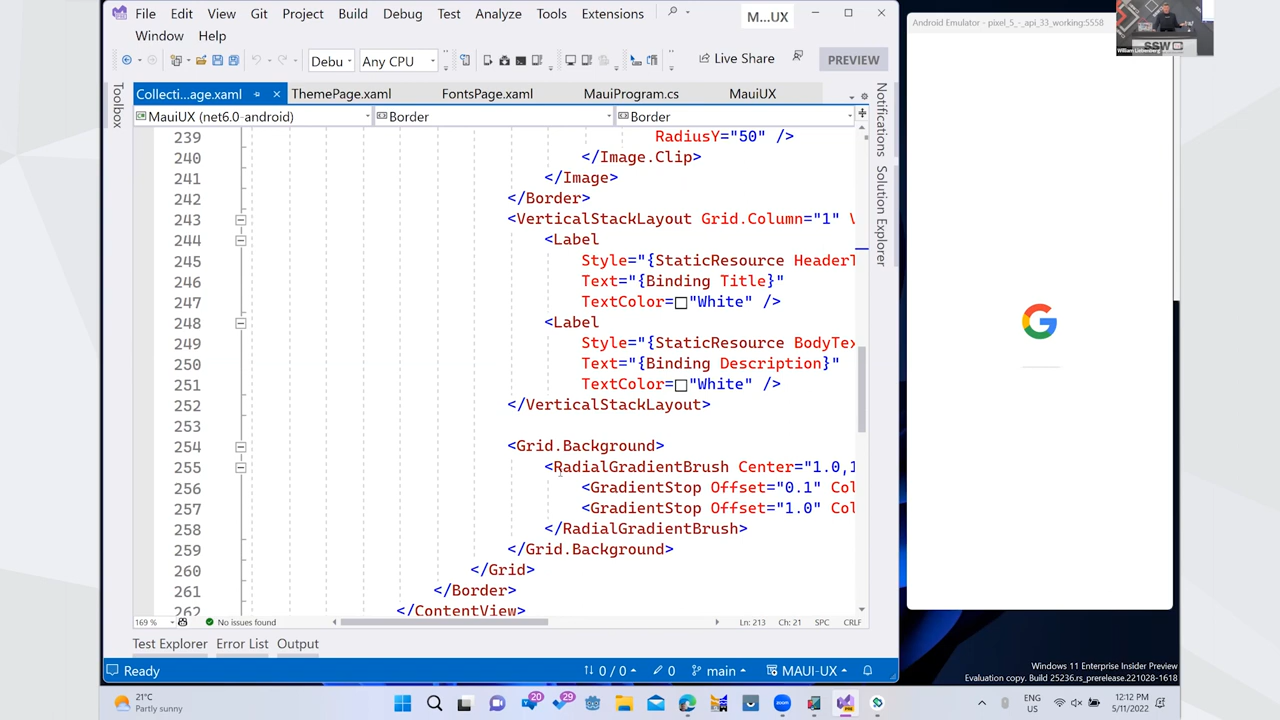 File Edit View Git Project Build Debug Test Analyze Tools Extensions M...UX
Window Help
Debug Any CPU Live Share PREVIEW
Collecti...age.xaml ThemePage.xaml FontsPage.xaml MauiProgram.cs MauiUX
MauiUX (net6.0-android) Border Border
Toolbox
Notifications Solution Explorer
239 RadiusY="50" />
240 </Image.Clip>
241 </Image>
242 </Border>
243 <VerticalStackLayout Grid.Column="1" V
244 <Label
245 Style="{StaticResource HeaderT
246 Text="{Binding Title}"
247 TextColor="White" />
248 <Label
249 Style="{StaticResource BodyTex
250 Text="{Binding Description}"
251 TextColor="White" />
252 </VerticalStackLayout>
253
254 <Grid.Background>
255 <RadialGradientBrush Center="1.0,1
256 <GradientStop Offset="0.1" Col
257 <GradientStop Offset="1.0" Col
258 </RadialGradientBrush>
259 </Grid.Background>
260 </Grid>
261 </Border>
262 </ContentView>
169 % No issues found Ln: 213 Ch: 21 SPC CRLF
Test Explorer Error List Output
Ready 0 / 0 0 main MAUI-UX
Android Emulator - pixel_5_-_api_33_working:5558
SSW
William Liebenberg
G
Windows 11 Enterprise Insider Preview
Evaluation copy. Build 25236.rs_prerelease.221028-1618
21°C
Partly sunny
20 29
ENG
US
12:12 PM
5/11/2022